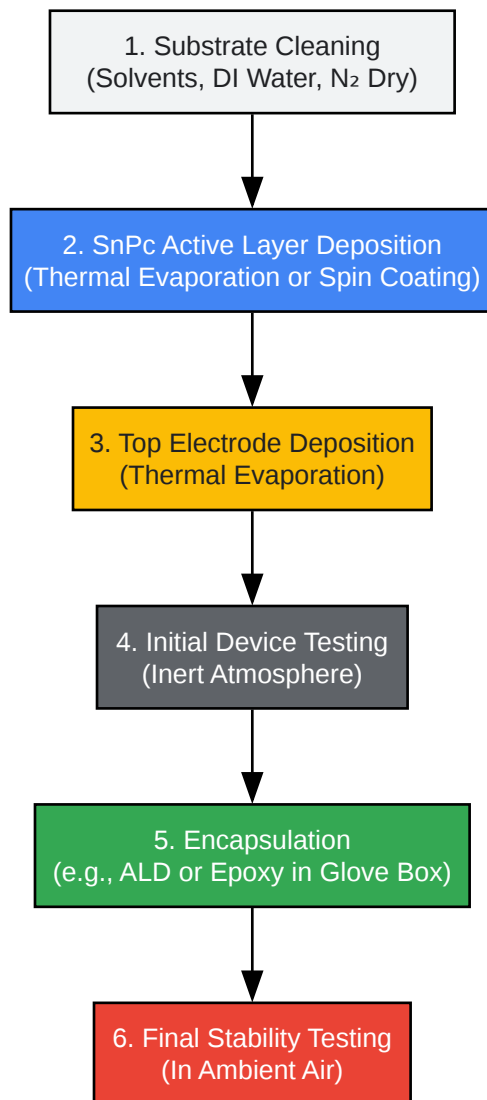 1. Substrate Cleaning
(Solvents, DI Water, N₂ Dry)
2. SnPc Active Layer Deposition
(Thermal Evaporation or Spin Coating)
3. Top Electrode Deposition
(Thermal Evaporation)
4. Initial Device Testing
(Inert Atmosphere)
5. Encapsulation
(e.g., ALD or Epoxy in Glove Box)
6. Final Stability Testing
(In Ambient Air)